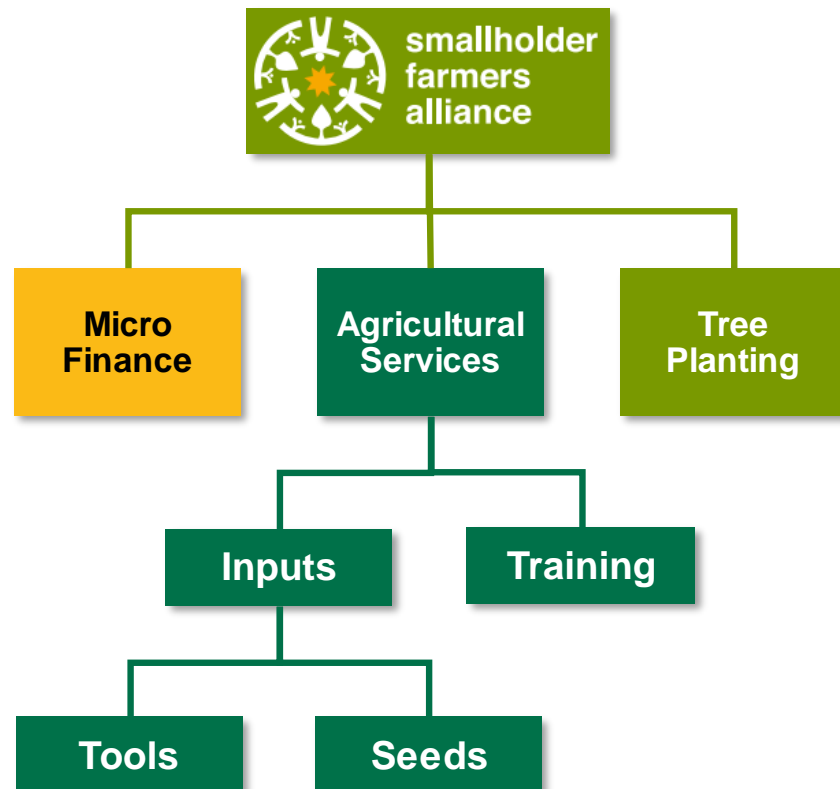 smallholder
farmers
alliance
Micro
Finance
Agricultural
Services
Tree
Planting
Inputs
Training
Tools
Seeds